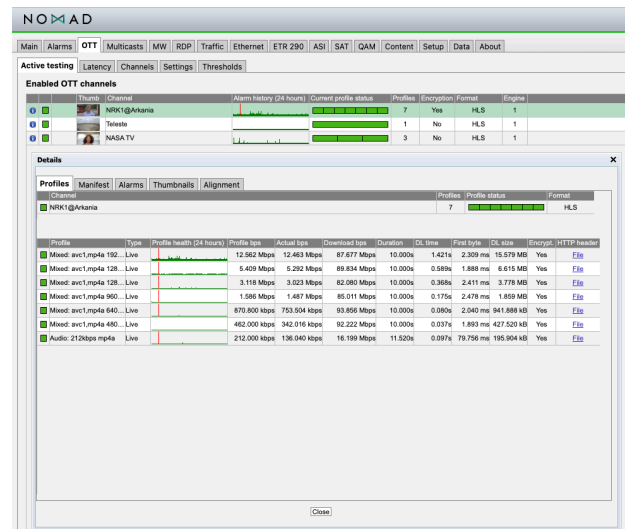 NOMAD
Main Alarms OTT Multicasts MW RDP Traffic Ethernet ETR 290 ASI SAT QAM Content Setup Data About
Active testing Latency Channels Settings Thresholds
Enabled OTT channels
Thumb Channel Alarm history (24 hours) Current profile status Profiles Encryption Format Engine
NRK1@Arkania 7 Yes HLS 1
Teleste 1 No HLS 1
NASA TV 3 No HLS 1
Details X
Profiles Manifest Alarms Thumbnails Alignment
Channel Profiles Profile status Format
NRK1@Arkania 7 HLS
Profile Type Profile health (24 hours) Profile bps Actual bps Download bps Duration DL time First byte DL size Encrypt. HTTP header
Mixed: avc1,mp4a 192... Live 12.562 Mbps 12.463 Mbps 87.677 Mbps 10.000s 1.421s 2.309 ms 15.579 MB Yes File
Mixed: avc1,mp4a 128... Live 5.409 Mbps 5.292 Mbps 89.834 Mbps 10.000s 0.589s 1.888 ms 6.615 MB Yes File
Mixed: avc1,mp4a 128... Live 3.118 Mbps 3.023 Mbps 82.080 Mbps 10.000s 0.368s 2.411 ms 3.778 MB Yes File
Mixed: avc1,mp4a 960... Live 1.586 Mbps 1.487 Mbps 85.011 Mbps 10.000s 0.175s 2.478 ms 1.859 MB Yes File
Mixed: avc1,mp4a 640... Live 870.800 kbps 753.504 kbps 93.856 Mbps 10.000s 0.080s 2.040 ms 941.888 kB Yes File
Mixed: avc1,mp4a 480... Live 462.000 kbps 342.016 kbps 92.222 Mbps 10.000s 0.037s 1.893 ms 427.520 kB Yes File
Audio: 212kbps mp4a Live 212.000 kbps 136.040 kbps 16.199 Mbps 11.520s 0.097s 79.756 ms 195.904 kB Yes File
Close